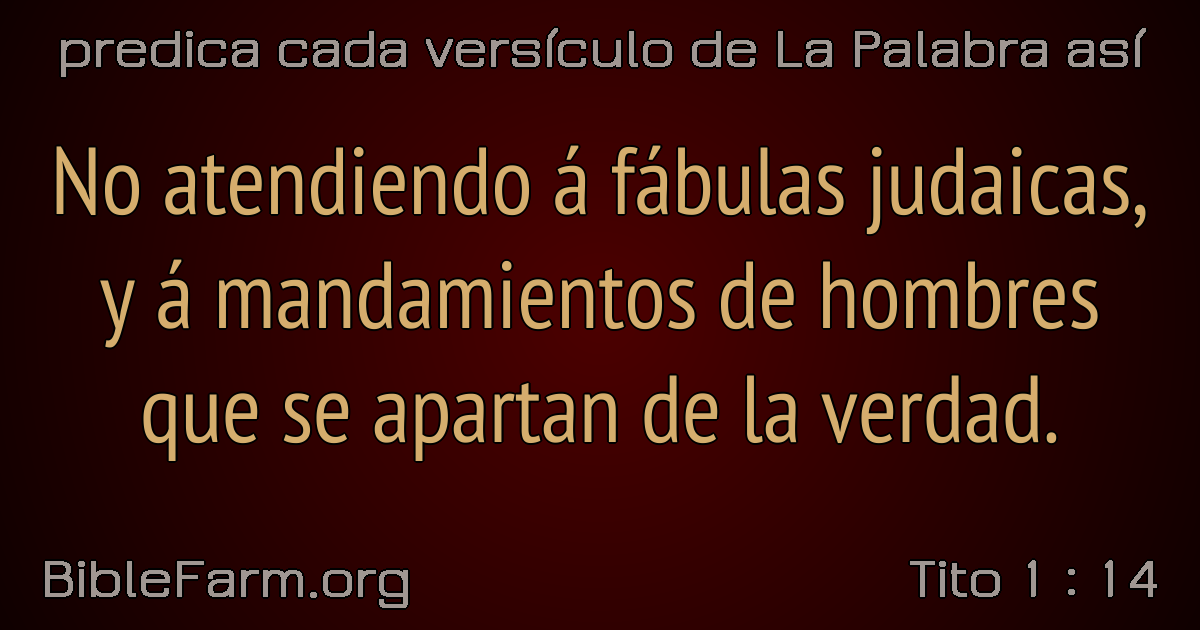 predica cada versículo de La Palabra así
No atendiendo á fábulas judaicas,
y á mandamientos de hombres
que se apartan de la verdad.
BibleFarm.org
Tito 1 : 14